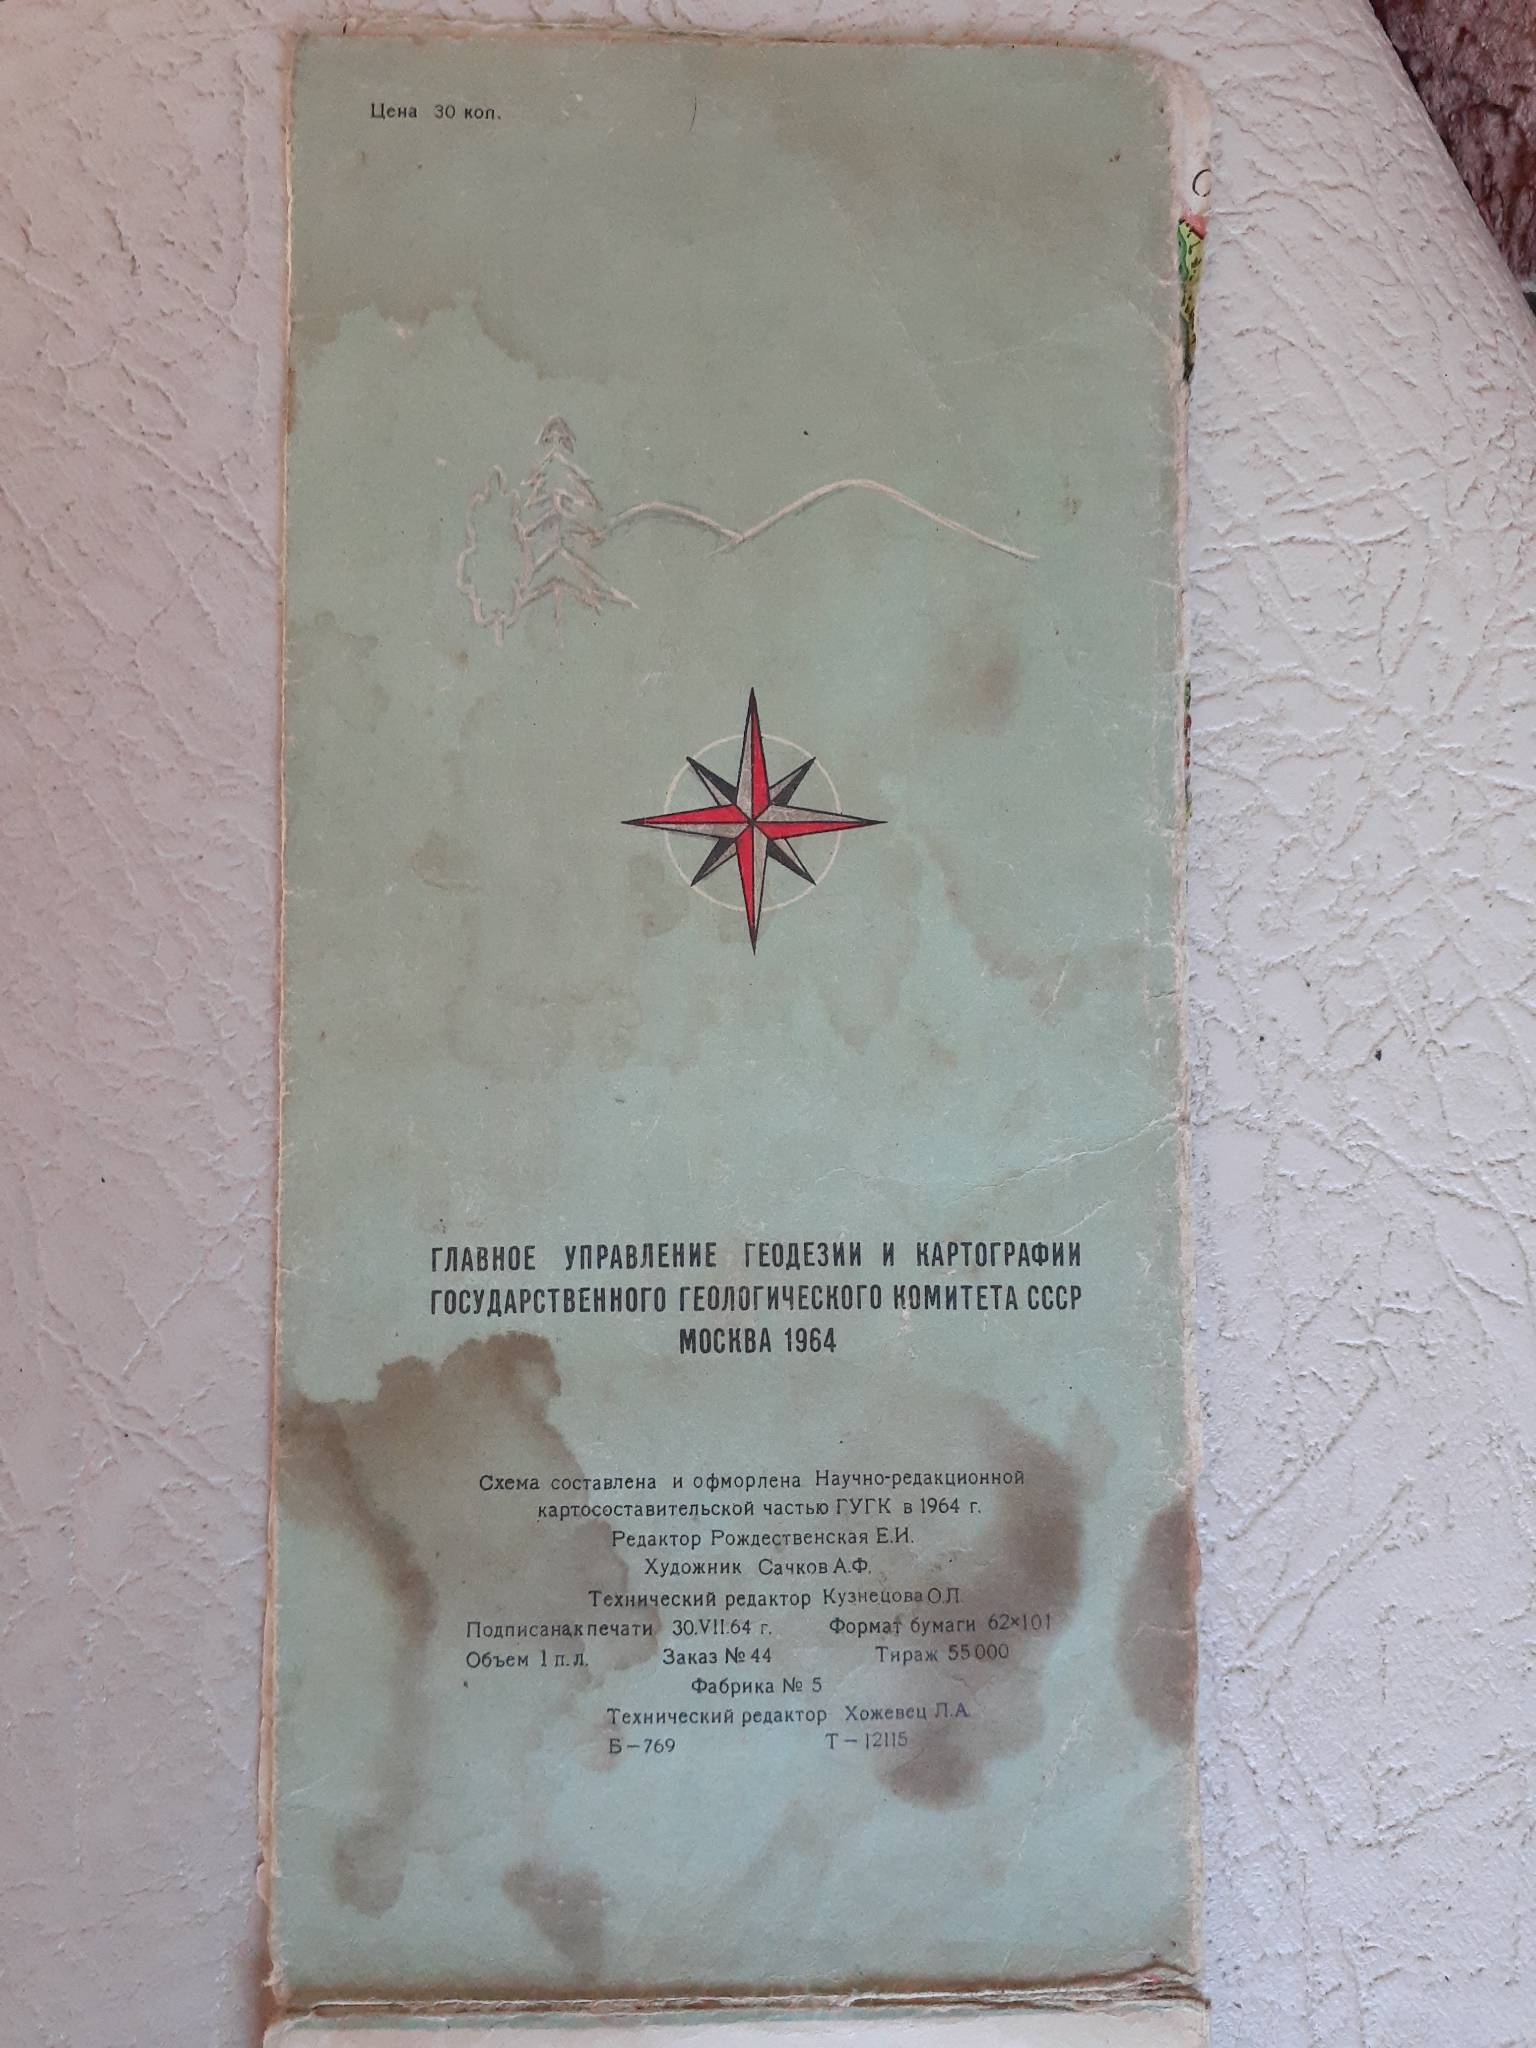 Цена 30 коп.
ГЛАВНОЕ УПРАВЛЕНИЕ ГЕОДЕЗИИ И КАРТОГРАФИИ
ГОСУДАРСТВЕННОГО ГЕОЛОГИЧЕСКОГО КОМИТЕТА СССР
МОСКВА 1964
Схема составлена и офморлена Научно-редакционной
картосоставительской частью ГУГК в 1964 г.
Редактор Рождественская Е.И.
Художник Сачков А.Ф.
Технический редактор Кузнецова О.Л.
Подписана к печати 30.VII.64 г. Формат бумаги 62×101
Объем 1 п.л. Заказ № 44 Тираж 55000
Фабрика № 5
Технический редактор Хожевец Л.А.
Б–769 Т–12115